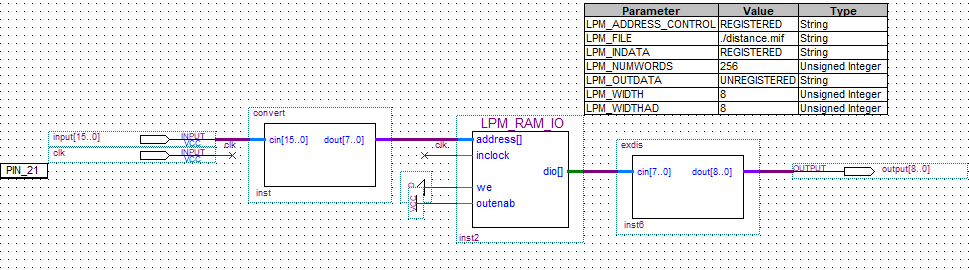 Parameter Value Type
LPM_ADDRESS_CONTROL REGISTERED String
LPM_FILE ./distance.mif String
LPM_INDATA REGISTERED String
LPM_NUMWORDS 256 Unsigned Integer
LPM_OUTDATA UNREGISTERED String
LPM_WIDTH 8 Unsigned Integer
LPM_WIDTHAD 8 Unsigned Integer
convert
LPM_RAM_IO
input[15..0] INPUT
VCC
cin[15..0] dout[7..0]
address[]
exdis
clk INPUT
VCC
clk
clk
inclock
PIN_21
dio[]
cin[7..0] dout[8..0]
OUTPUT output[8..0]
we
VCC
outenab
inst
inst2
inst6